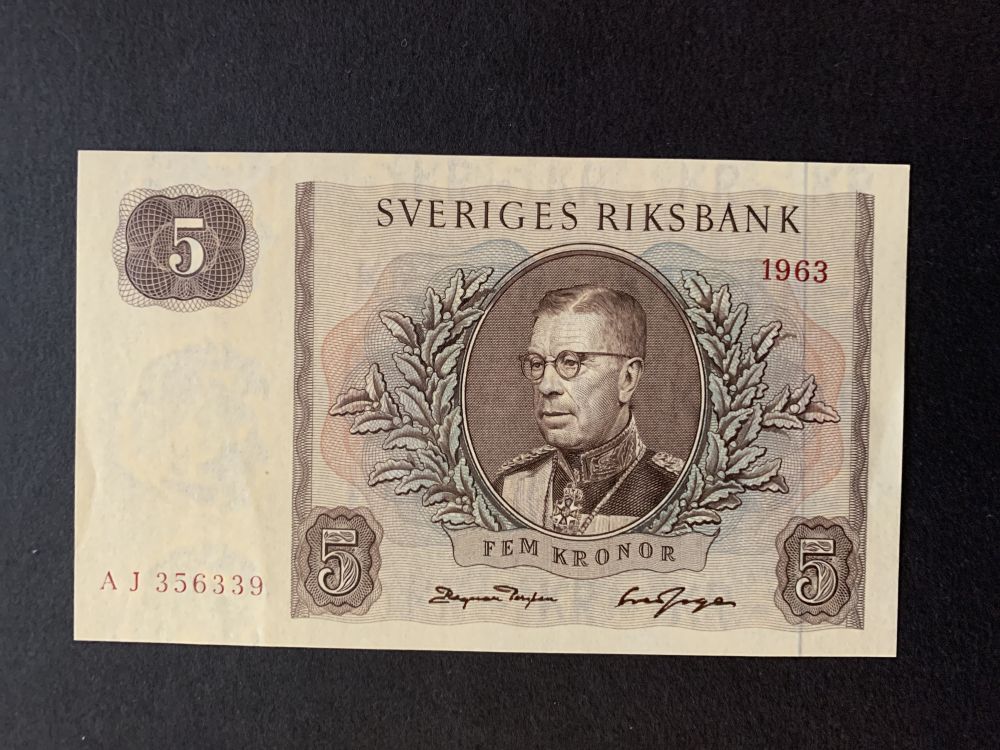 SVERIGES RIKSBANK
5
1963
FEM KRONOR
5
5
A J 356339